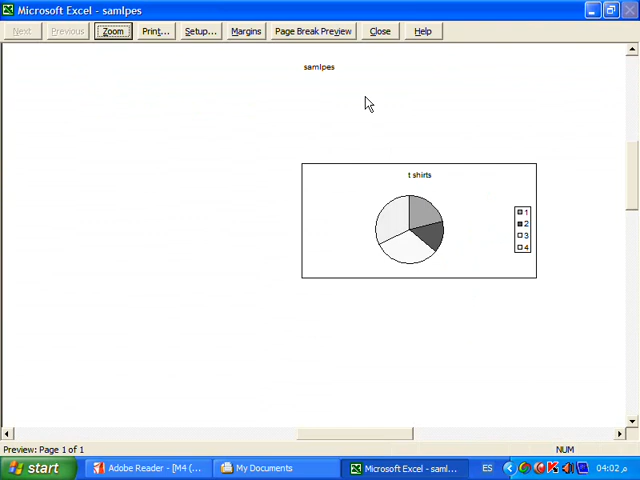 Microsoft Excel - samlpes
Next Previous Zoom Print... Setup... Margins Page Break Preview Close Help
samlpes
t shirts
1
2
3
4
Preview: Page 1 of 1 NUM
start Adobe Reader - [M4 (... My Documents Microsoft Excel - saml... ES 04:02 م